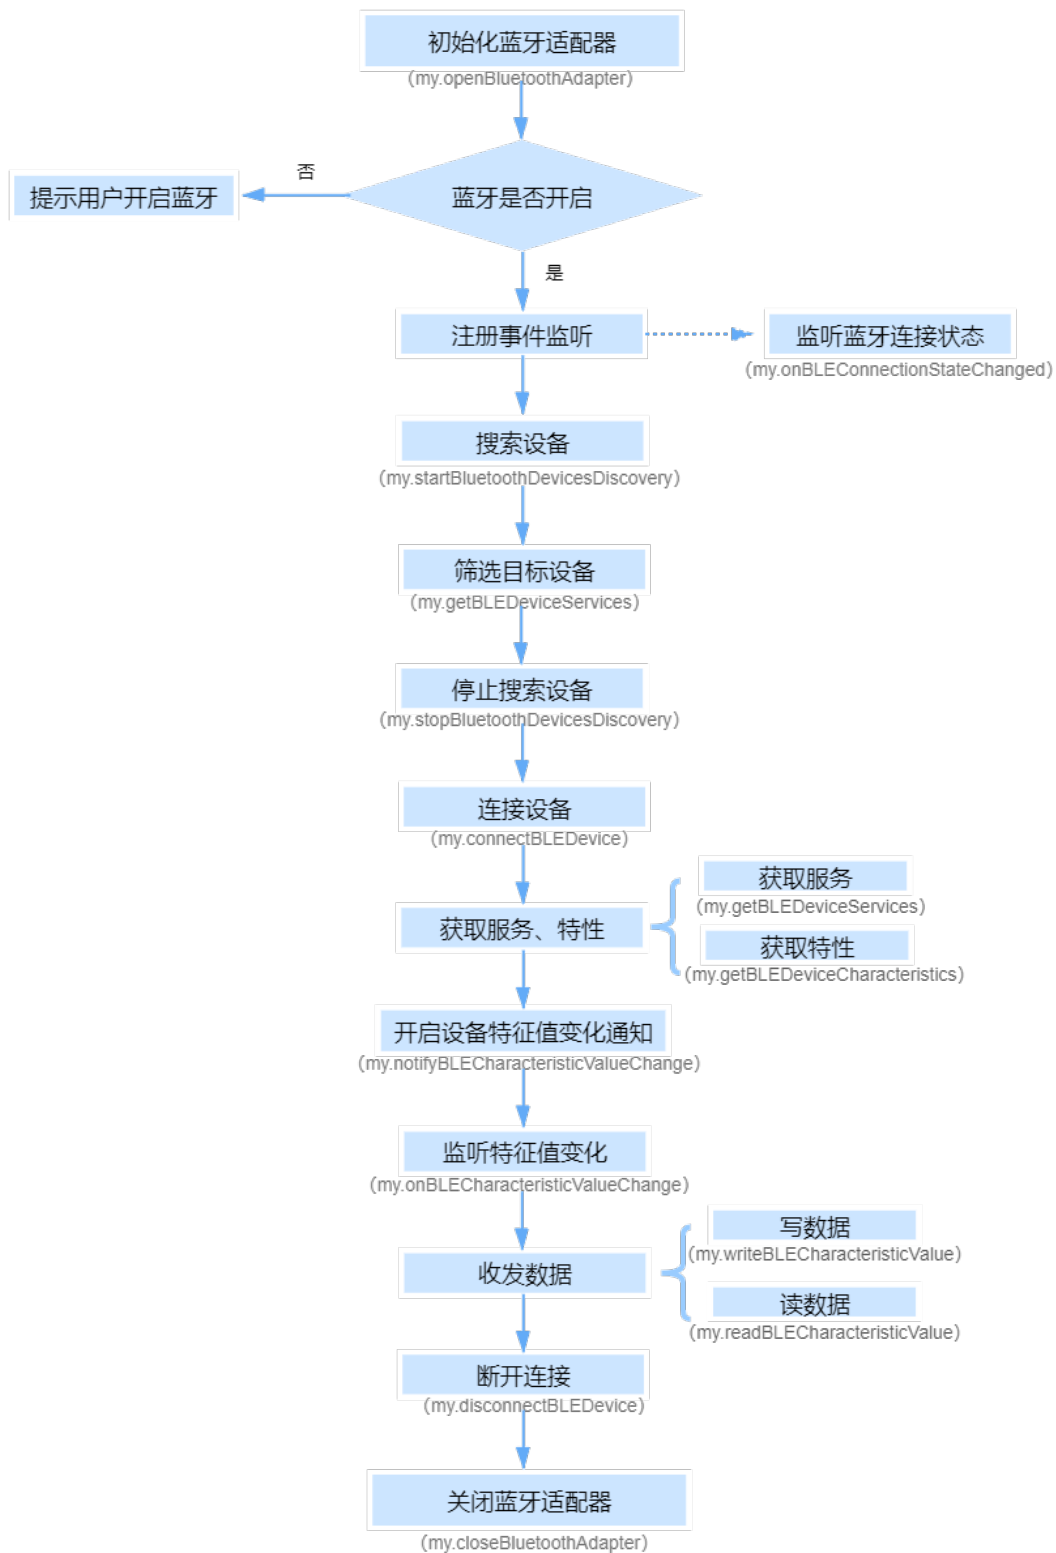 初始化蓝牙适配器
(my.openBluetoothAdapter)
否
提示用户开启蓝牙
蓝牙是否开启
是
注册事件监听
监听蓝牙连接状态
(my.onBLEConnectionStateChanged)
搜索设备
(my.startBluetoothDevicesDiscovery)
筛选目标设备
(my.getBLEDeviceServices)
停止搜索设备
(my.stopBluetoothDevicesDiscovery)
连接设备
(my.connectBLEDevice)
获取服务
(my.getBLEDeviceServices)
获取服务、特性
获取特性
(my.getBLEDeviceCharacteristics)
开启设备特征值变化通知
(my.notifyBLECharacteristicValueChange)
监听特征值变化
(my.onBLECharacteristicValueChange)
写数据
(my.writeBLECharacteristicValue)
收发数据
读数据
(my.readBLECharacteristicValue)
断开连接
(my.disconnectBLEDevice)
关闭蓝牙适配器
(my.closeBluetoothAdapter)